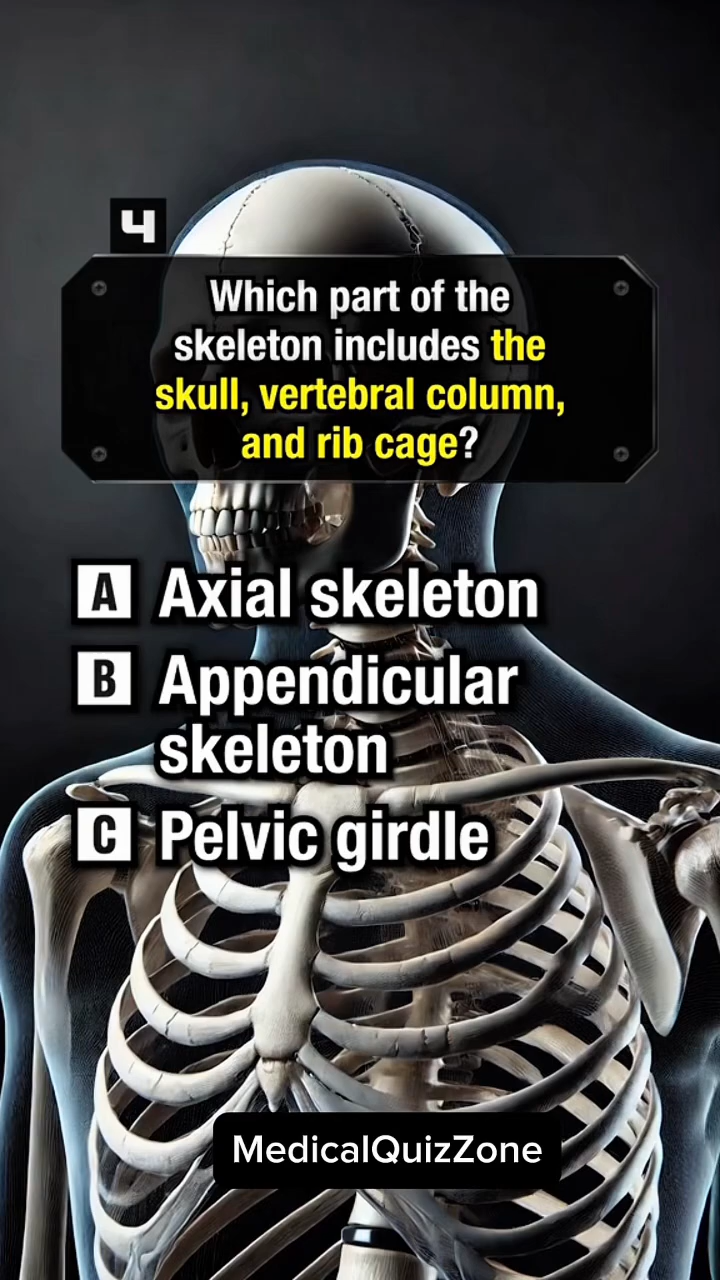 4
Which part of the
skeleton includes the
skull, vertebral column,
and rib cage?
A Axial skeleton
B Appendicular
skeleton
C Pelvic girdle
MedicalQuizZone